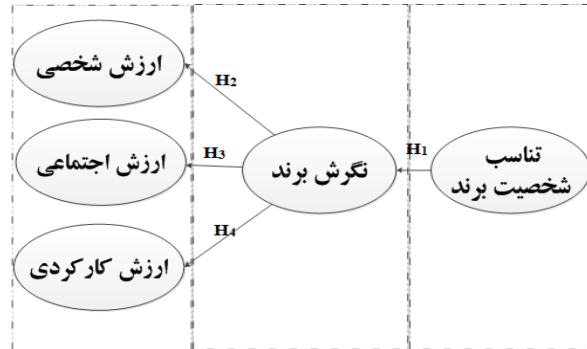 تناسب
شخصیت برند
H1
نگرش برند
H2
ارزش شخصی
H3
ارزش اجتماعی
H4
ارزش کارکردی